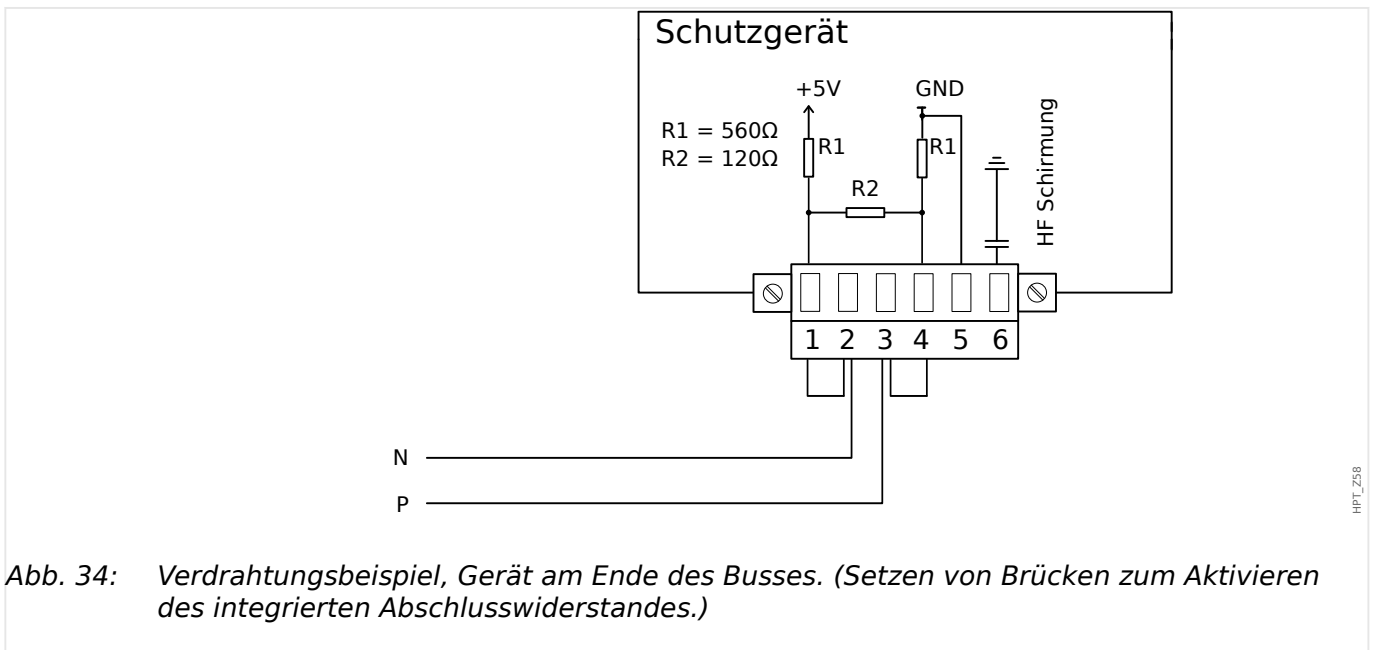 Schutzgerät
+5V GND
R1 = 560Ω
R2 = 120Ω
R1 R1
R2
HF Schirmung
1 2 3 4 5 6
N
P
HPT_Z58
Abb. 34: Verdrahtungsbeispiel, Gerät am Ende des Busses. (Setzen von Brücken zum Aktivieren
des integrierten Abschlusswiderstandes.)